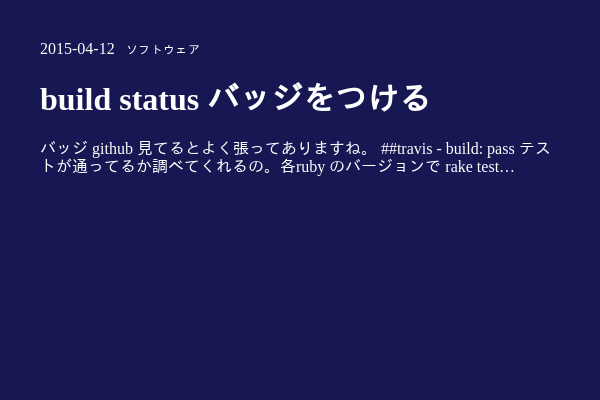 2015-04-12 ソフトウェア
build status バッジをつける
バッジ github 見てるとよく張ってありますね。 ##travis - build: pass テス
トが通ってるか調べてくれるの。各ruby のバージョンで rake test…